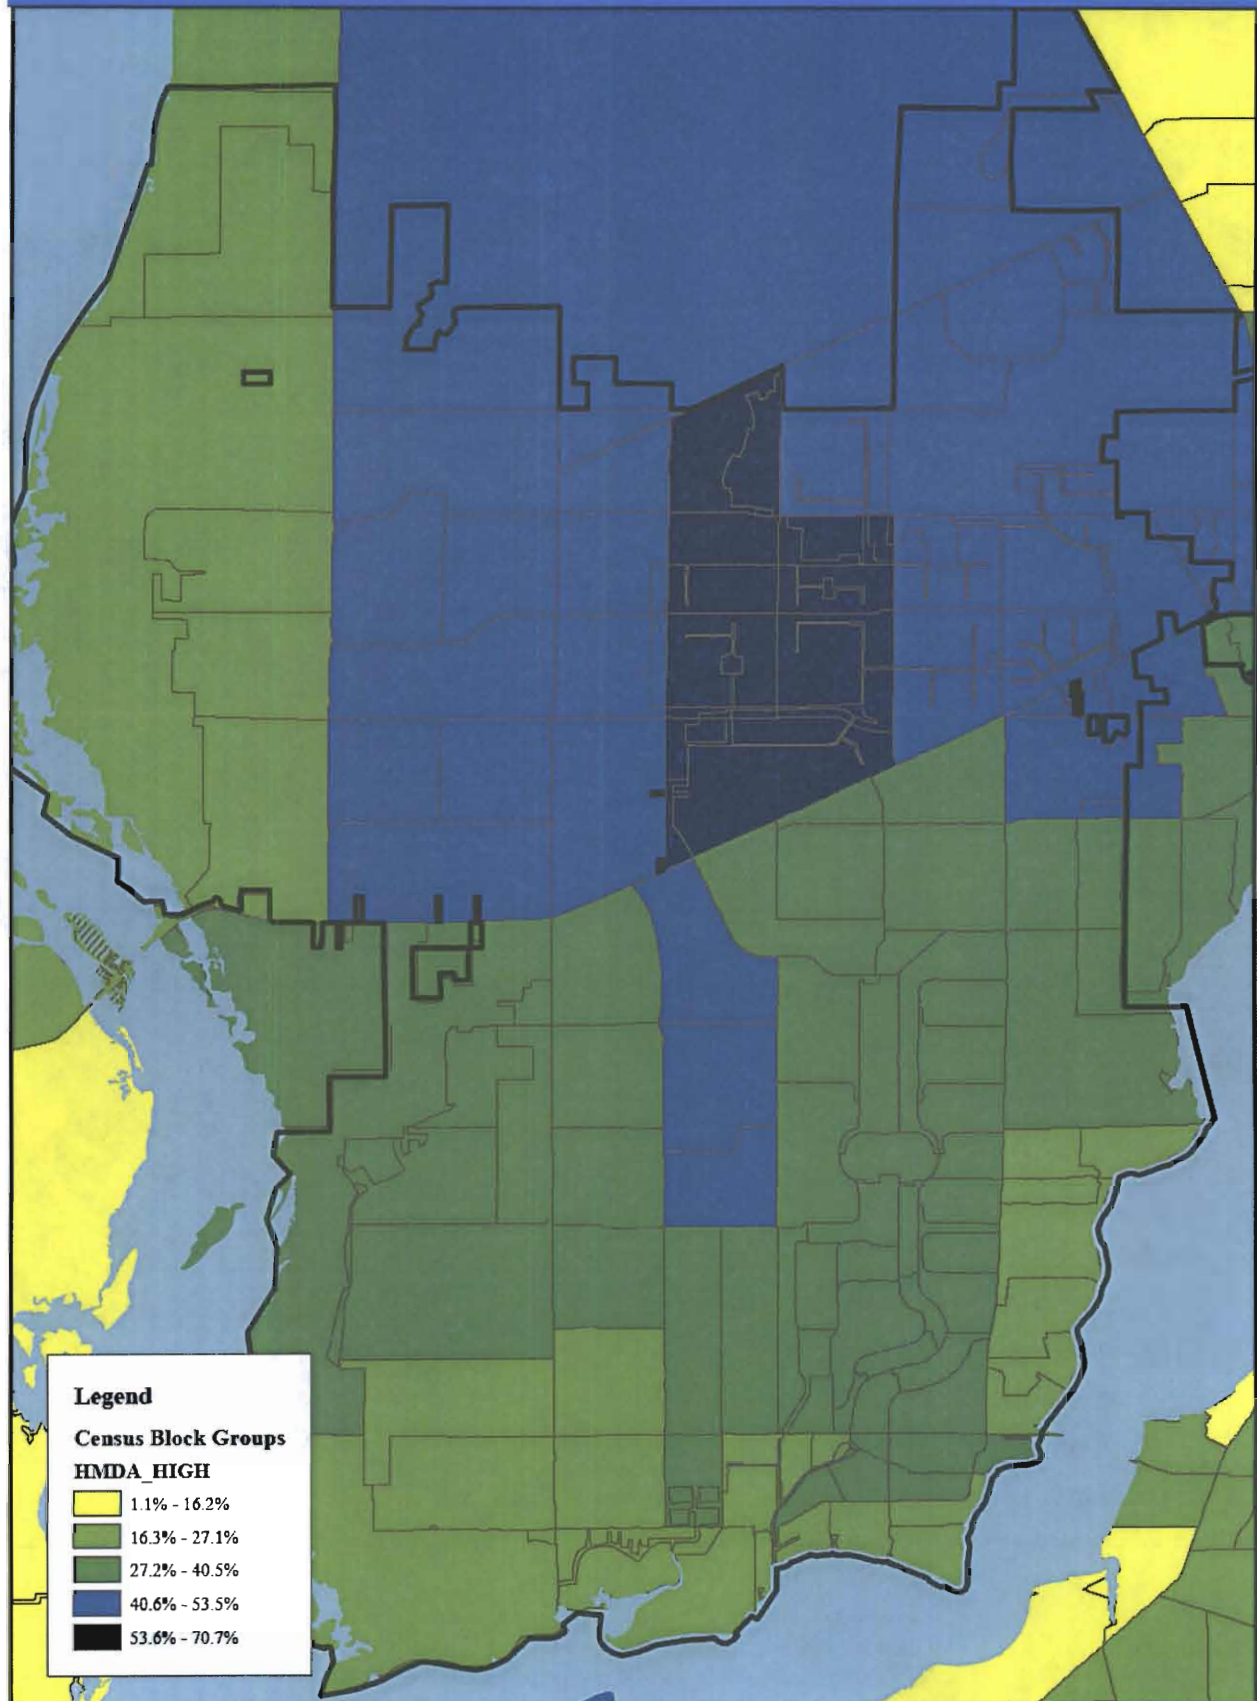 Legend
Census Block Groups
HMDA_HIGH
1.1% - 16.2%
16.3% - 27.1%
27.2% - 40.5%
40.6% - 53.5%
53.6% - 70.7%